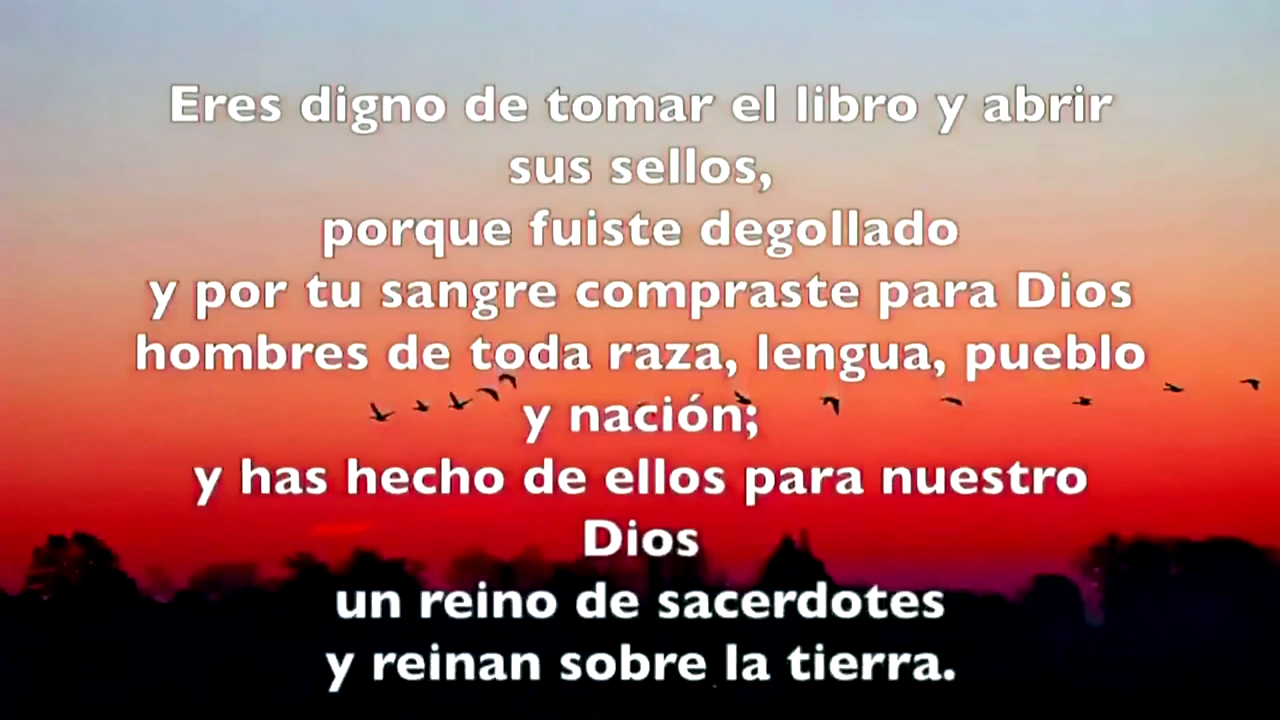 Eres digno de tomar el libro y abrir
sus sellos,
porque fuiste degollado
y por tu sangre compraste para Dios
hombres de toda raza, lengua, pueblo
y nación;
y has hecho de ellos para nuestro
Dios
un reino de sacerdotes
y reinan sobre la tierra.